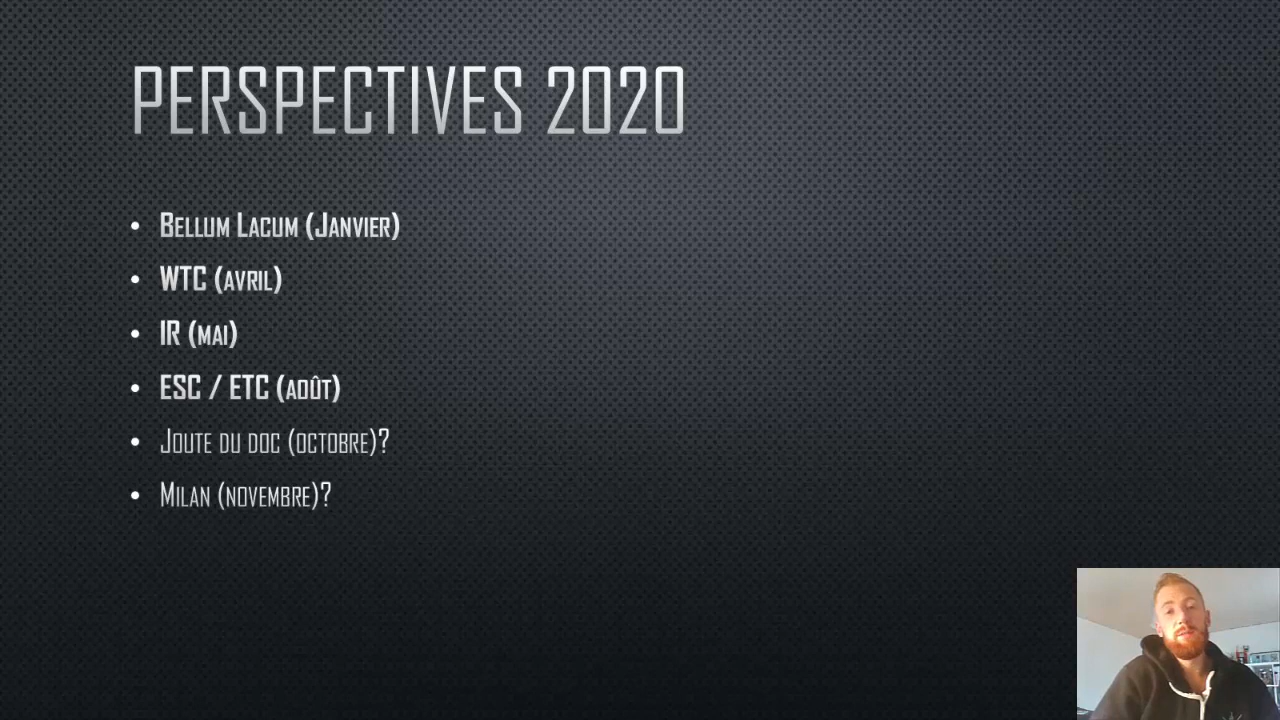 PERSPECTIVES 2020
• BELLUM LACUM (JANVIER)
• WTC (AVRIL)
• IR (MAI)
• ESC / ETC (AOÛT)
• JOUTE DU DOC (OCTOBRE)?
• MILAN (NOVEMBRE)?